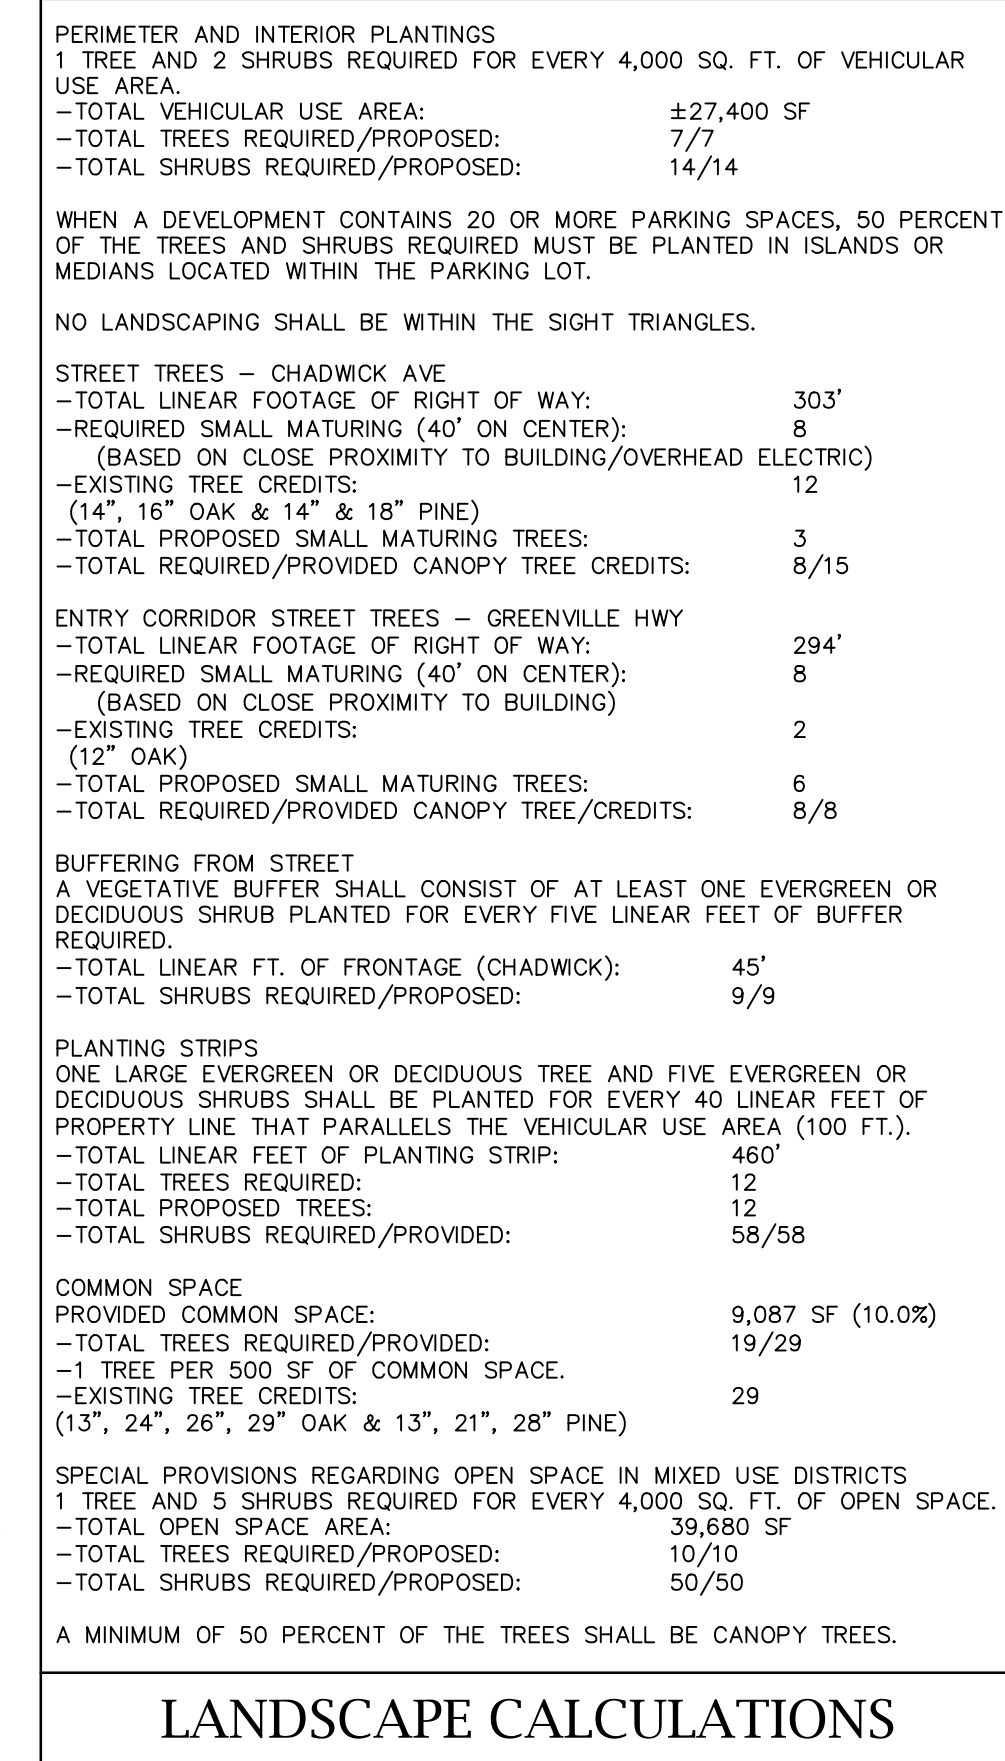 PERIMETER AND INTERIOR PLANTINGS
1 TREE AND 2 SHRUBS REQUIRED FOR EVERY 4,000 SQ. FT. OF VEHICULAR
USE AREA.
–TOTAL VEHICULAR USE AREA: ±27,400 SF
–TOTAL TREES REQUIRED/PROPOSED: 7/7
–TOTAL SHRUBS REQUIRED/PROPOSED: 14/14
WHEN A DEVELOPMENT CONTAINS 20 OR MORE PARKING SPACES, 50 PERCENT
OF THE TREES AND SHRUBS REQUIRED MUST BE PLANTED IN ISLANDS OR
MEDIANS LOCATED WITHIN THE PARKING LOT.
NO LANDSCAPING SHALL BE WITHIN THE SIGHT TRIANGLES.
STREET TREES – CHADWICK AVE
–TOTAL LINEAR FOOTAGE OF RIGHT OF WAY: 303'
–REQUIRED SMALL MATURING (40' ON CENTER): 8
(BASED ON CLOSE PROXIMITY TO BUILDING/OVERHEAD ELECTRIC)
–EXISTING TREE CREDITS: 12
(14", 16" OAK & 14" & 18" PINE)
–TOTAL PROPOSED SMALL MATURING TREES: 3
–TOTAL REQUIRED/PROVIDED CANOPY TREE CREDITS: 8/15
ENTRY CORRIDOR STREET TREES – GREENVILLE HWY
–TOTAL LINEAR FOOTAGE OF RIGHT OF WAY: 294'
–REQUIRED SMALL MATURING (40' ON CENTER): 8
(BASED ON CLOSE PROXIMITY TO BUILDING)
–EXISTING TREE CREDITS: 2
(12" OAK)
–TOTAL PROPOSED SMALL MATURING TREES: 6
–TOTAL REQUIRED/PROVIDED CANOPY TREE/CREDITS: 8/8
BUFFERING FROM STREET
A VEGETATIVE BUFFER SHALL CONSIST OF AT LEAST ONE EVERGREEN OR
DECIDUOUS SHRUB PLANTED FOR EVERY FIVE LINEAR FEET OF BUFFER
REQUIRED.
–TOTAL LINEAR FT. OF FRONTAGE (CHADWICK): 45'
–TOTAL SHRUBS REQUIRED/PROPOSED: 9/9
PLANTING STRIPS
ONE LARGE EVERGREEN OR DECIDUOUS TREE AND FIVE EVERGREEN OR
DECIDUOUS SHRUBS SHALL BE PLANTED FOR EVERY 40 LINEAR FEET OF
PROPERTY LINE THAT PARALLELS THE VEHICULAR USE AREA (100 FT.).
–TOTAL LINEAR FEET OF PLANTING STRIP: 460'
–TOTAL TREES REQUIRED: 12
–TOTAL PROPOSED TREES: 12
–TOTAL SHRUBS REQUIRED/PROVIDED: 58/58
COMMON SPACE
PROVIDED COMMON SPACE: 9,087 SF (10.0%)
–TOTAL TREES REQUIRED/PROVIDED: 19/29
–1 TREE PER 500 SF OF COMMON SPACE.
–EXISTING TREE CREDITS: 29
(13", 24", 26", 29" OAK & 13", 21", 28" PINE)
SPECIAL PROVISIONS REGARDING OPEN SPACE IN MIXED USE DISTRICTS
1 TREE AND 5 SHRUBS REQUIRED FOR EVERY 4,000 SQ. FT. OF OPEN SPACE.
–TOTAL OPEN SPACE AREA: 39,680 SF
–TOTAL TREES REQUIRED/PROPOSED: 10/10
–TOTAL SHRUBS REQUIRED/PROPOSED: 50/50
A MINIMUM OF 50 PERCENT OF THE TREES SHALL BE CANOPY TREES.
LANDSCAPE CALCULATIONS